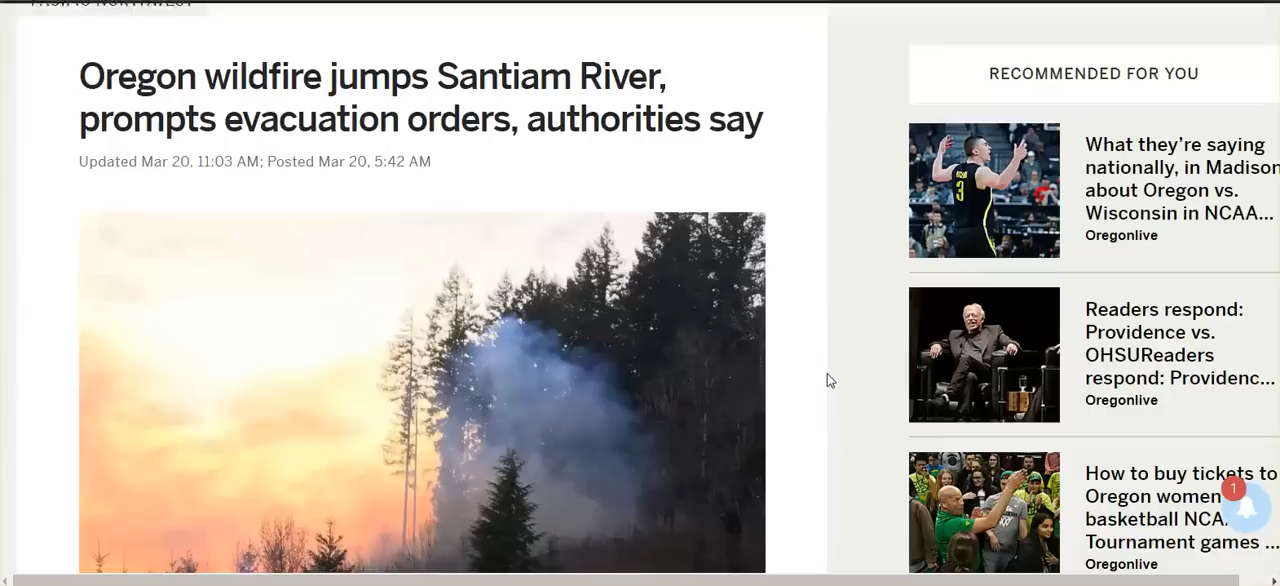 PACIFIC NORTHWEST
Oregon wildfire jumps Santiam River,
prompts evacuation orders, authorities say
Updated Mar 20, 11:03 AM; Posted Mar 20, 5:42 AM
RECOMMENDED FOR YOU
What they're saying
nationally, in Madison
about Oregon vs.
Wisconsin in NCAA...
Oregonlive
Readers respond:
Providence vs.
OHSUReaders
respond: Providenc...
Oregonlive
How to buy tickets to
Oregon women
basketball NCA
Tournament games ...
Oregonlive
1
3